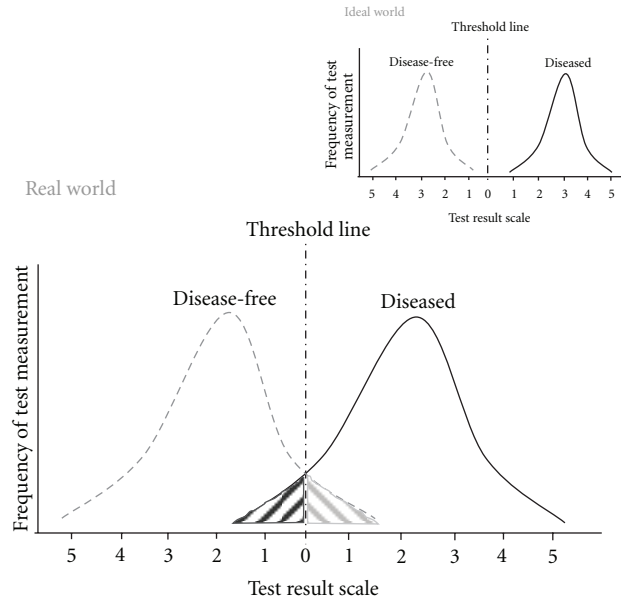 Ideal world
Threshold line
Disease-free
Diseased
Frequency of test
measurement
5 4 3 2 1 0 1 2 3 4 5
Test result scale
Real world
Threshold line
Disease-free
Diseased
Frequency of test measurement
5 4 3 2 1 0 1 2 3 4 5
Test result scale